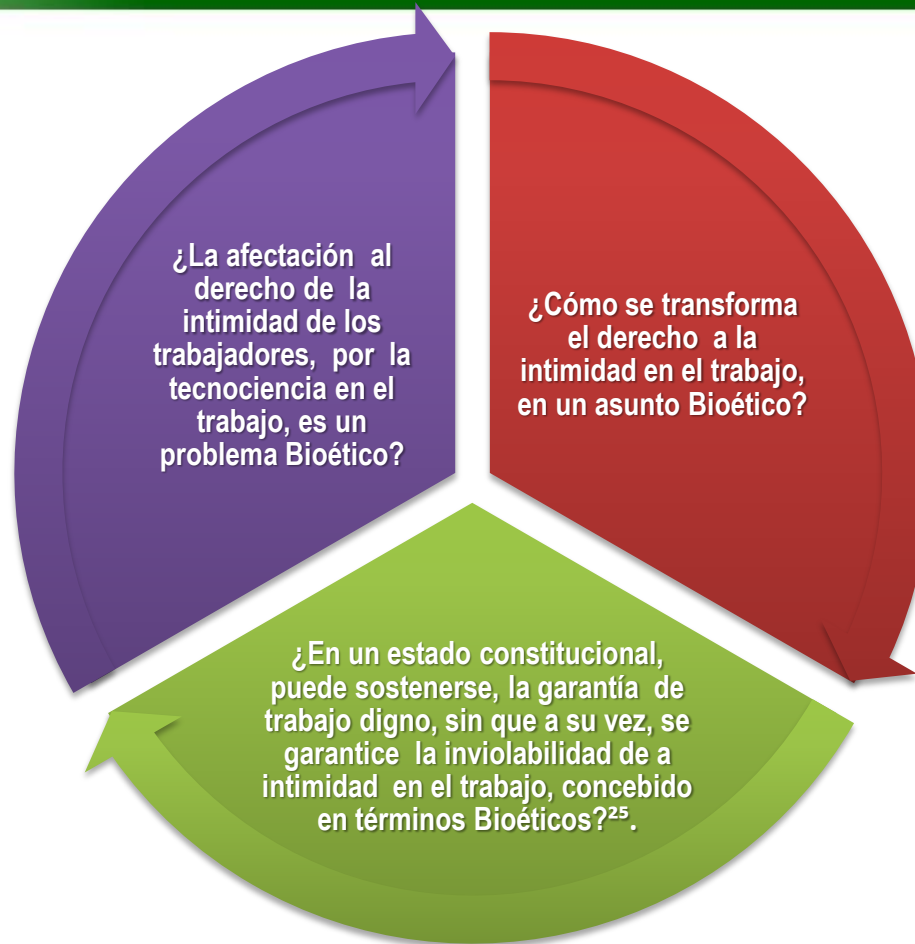 ¿La afectación al
derecho de la
intimidad de los
trabajadores, por la
tecnociencia en el
trabajo, es un
problema Bioético?
¿Cómo se transforma
el derecho a la
intimidad en el trabajo,
en un asunto Bioético?
¿En un estado constitucional,
puede sostenerse, la garantía de
trabajo digno, sin que a su vez, se
garantice la inviolabilidad de a
intimidad en el trabajo, concebido
en términos Bioéticos?²⁵.